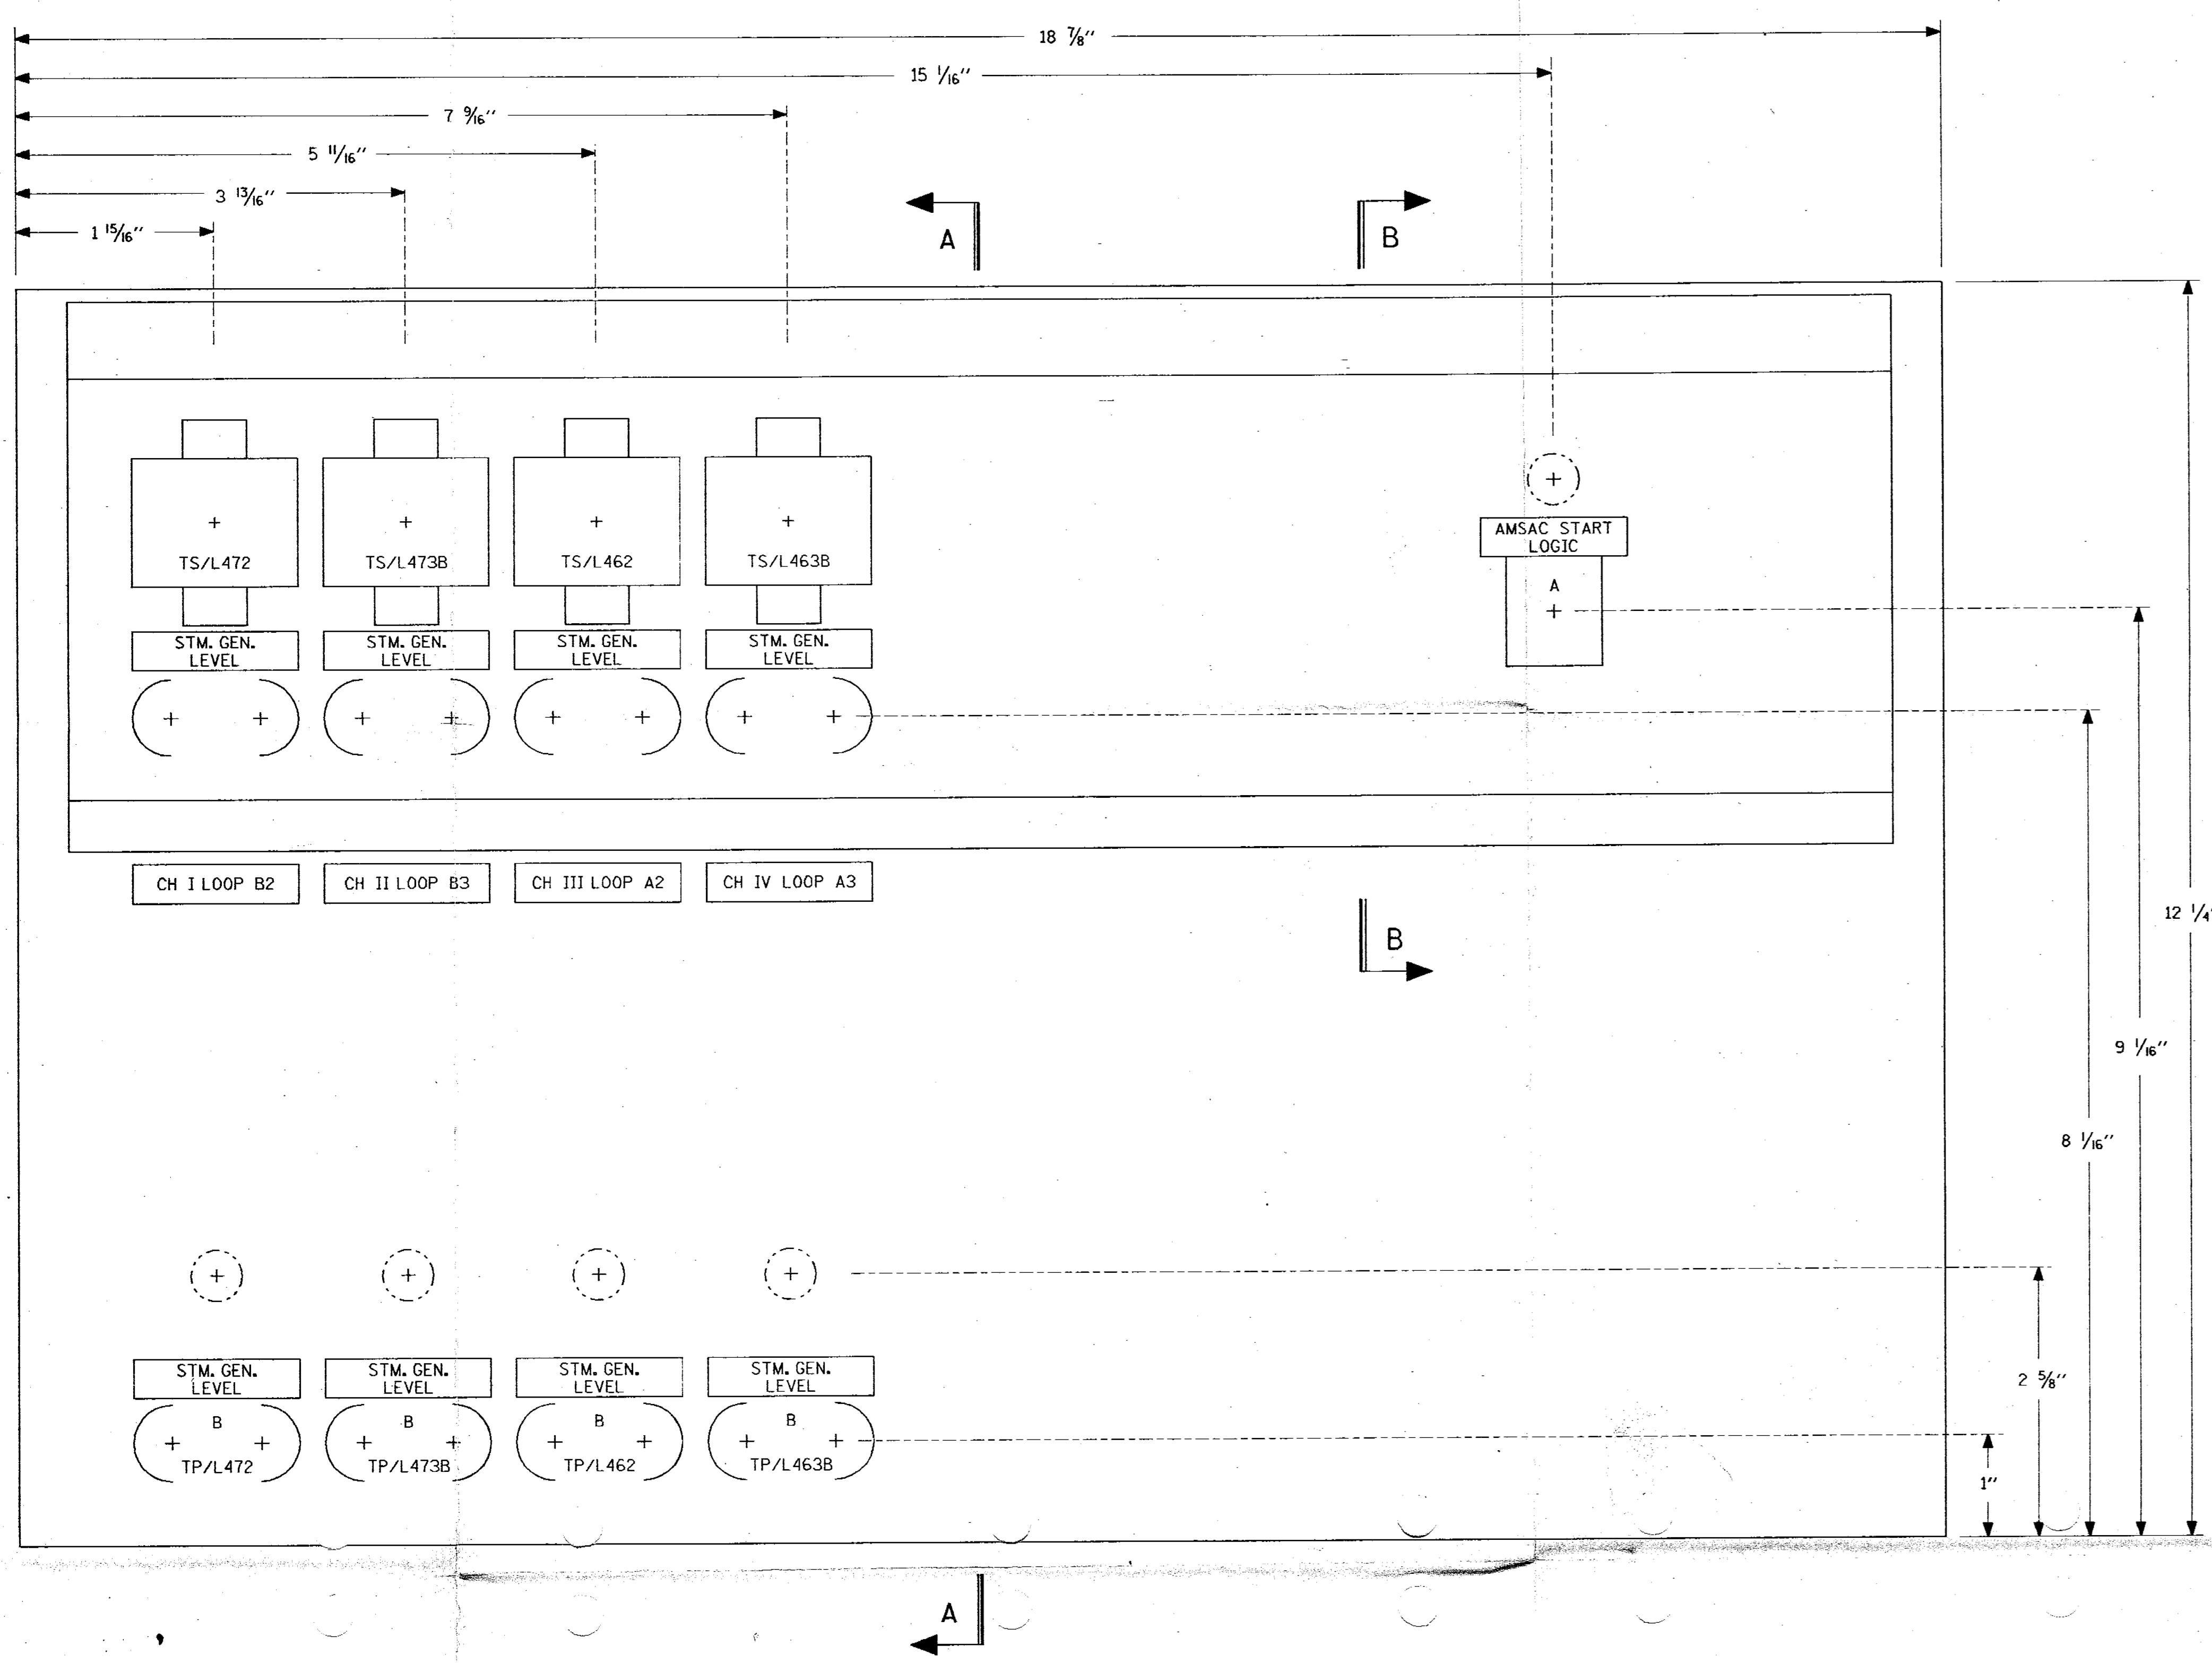 18 7/8"
15 1/16"
7 9/16"
5 11/16"
3 13/16"
1 15/16"
A
B
TS/L472
TS/L473B
TS/L462
TS/L463B
AMSAC START
LOGIC
A
STM. GEN.
LEVEL
STM. GEN.
LEVEL
STM. GEN.
LEVEL
STM. GEN.
LEVEL
CH I LOOP B2
CH II LOOP B3
CH III LOOP A2
CH IV LOOP A3
B
12 1/4"
9 1/16"
8 1/16"
STM. GEN.
LEVEL
STM. GEN.
LEVEL
STM. GEN.
LEVEL
STM. GEN.
LEVEL
2 5/8"
B
TP/L472
B
TP/L473B
B
TP/L462
B
TP/L463B
1"
A